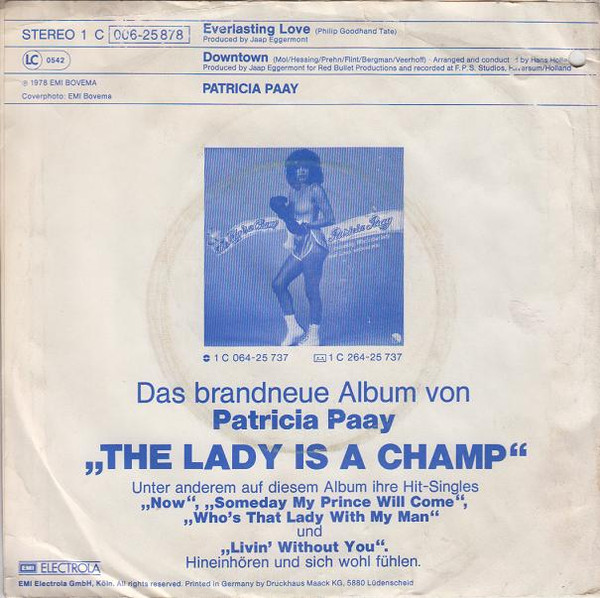 STEREO 1 C 006-25878
LC 0542
℗ 1978 EMI BOVEMA
Coverphoto: EMI Bovema
Everlasting Love (Philip Goodhand Tate)
Produced by Jaap Eggermont
Downtown (Mol/Hessing/Prehn/Flint/Bergman/Veerhoff) · Arranged and conduct by Hans Hollin
Produced by Jaap Eggermont for Red Bullet Productions and recorded at F.P.S. Studios, Hilversum/Holland
PATRICIA PAAY
The Lady Is a Champ
Patricia Paay
1 C 064-25 737
1 C 264-25 737
Das brandneue Album von
Patricia Paay
„THE LADY IS A CHAMP“
Unter anderem auf diesem Album ihre Hit-Singles
„Now“, „Someday My Prince Will Come“,
„Who's That Lady With My Man“
und
„Livin' Without You“.
Hineinhören und sich wohl fühlen.
EMI ELECTROLA
EMI Electrola GmbH, Köln. All rights reserved. Printed in Germany by Druckhaus Maack KG, 5880 Lüdenscheid